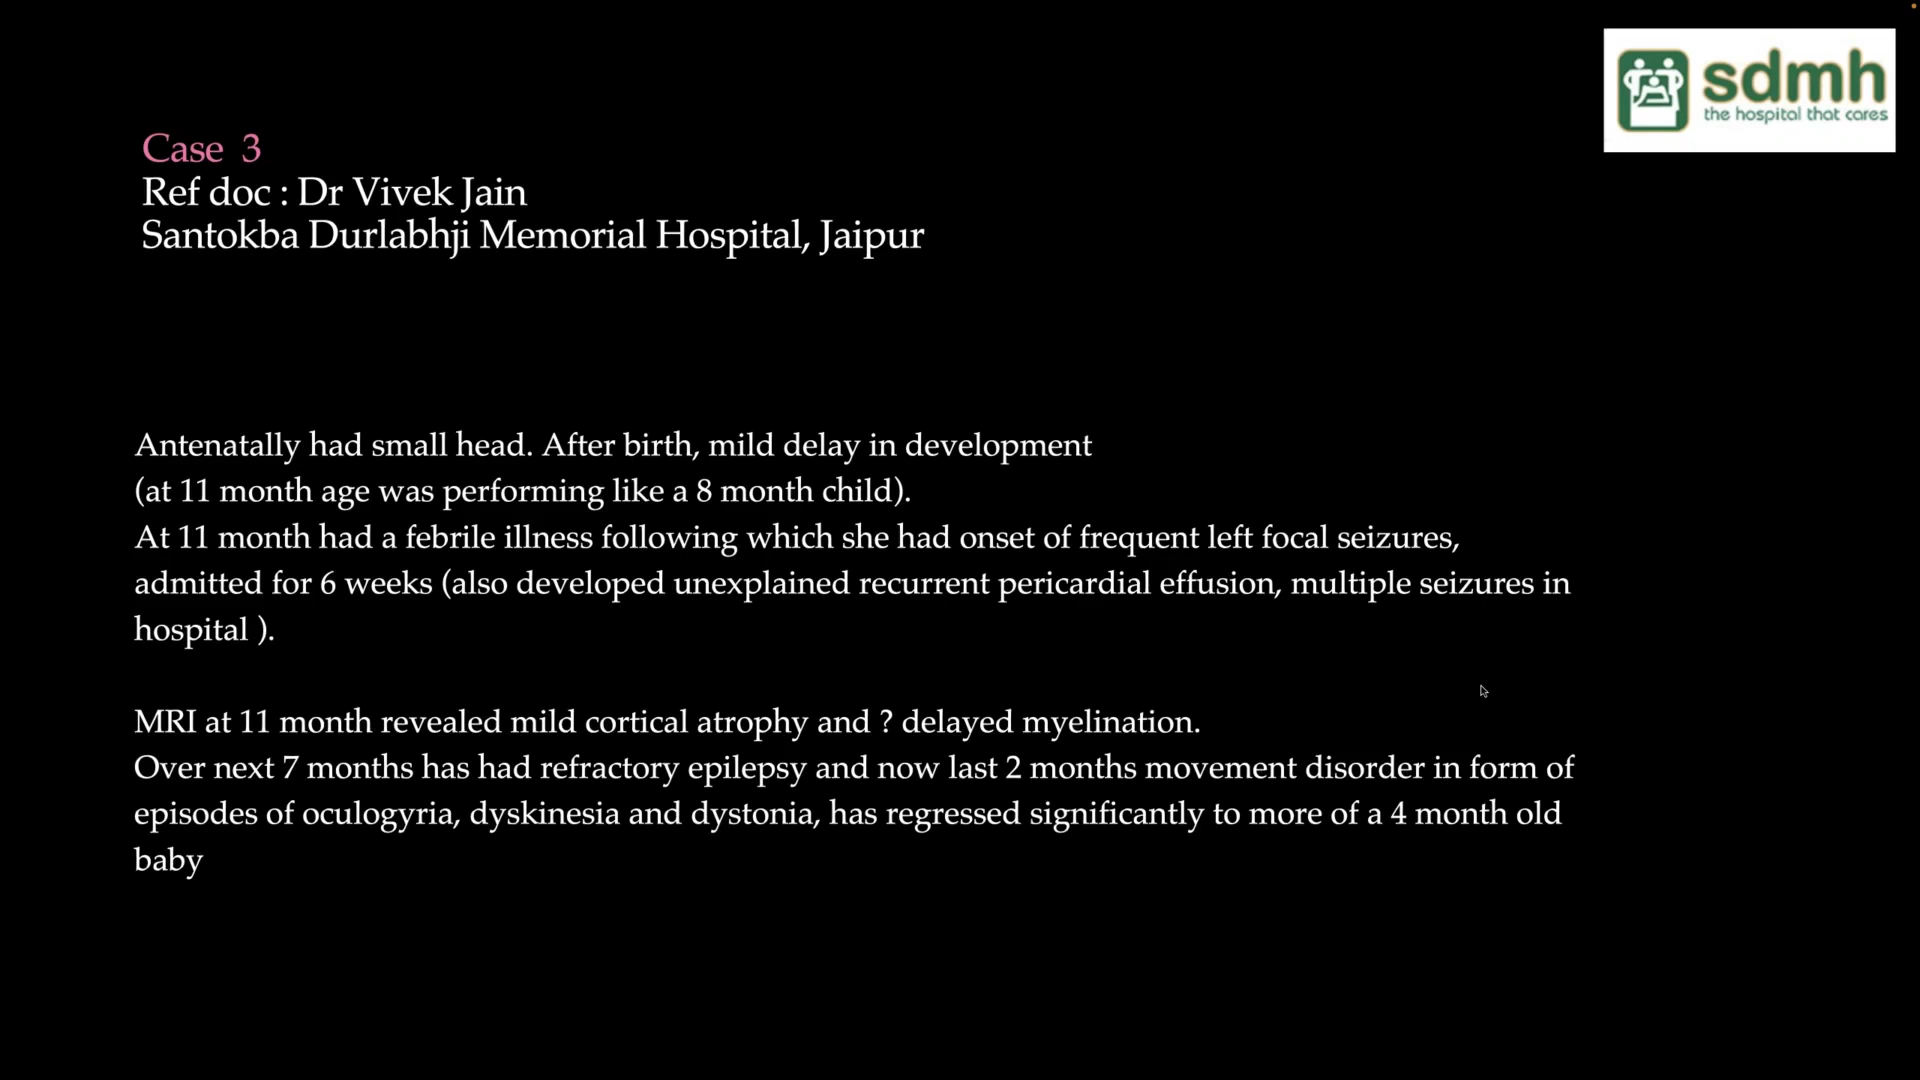 sdmh
the hospital that cares
Case 3
Ref doc : Dr Vivek Jain
Santokba Durlabhji Memorial Hospital, Jaipur
Antenatally had small head. After birth, mild delay in development
(at 11 month age was performing like a 8 month child).
At 11 month had a febrile illness following which she had onset of frequent left focal seizures,
admitted for 6 weeks (also developed unexplained recurrent pericardial effusion, multiple seizures in
hospital ).
MRI at 11 month revealed mild cortical atrophy and ? delayed myelination.
Over next 7 months has had refractory epilepsy and now last 2 months movement disorder in form of
episodes of oculogyria, dyskinesia and dystonia, has regressed significantly to more of a 4 month old
baby